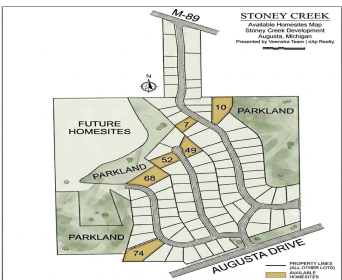 M-89
STONEY CREEK
Available Homesites Map
Stoney Creek Development
Augusta, Michigan
Presented by Veenstra Team | eXp Realty
N
10
PARKLAND
FUTURE
HOMESITES
7
49
52
PARKLAND
68
PARKLAND
74
AUGUSTA DRIVE
PROPERTY LINES
(ALL OTHER LOTS)
AVAILABLE
HOMESITES